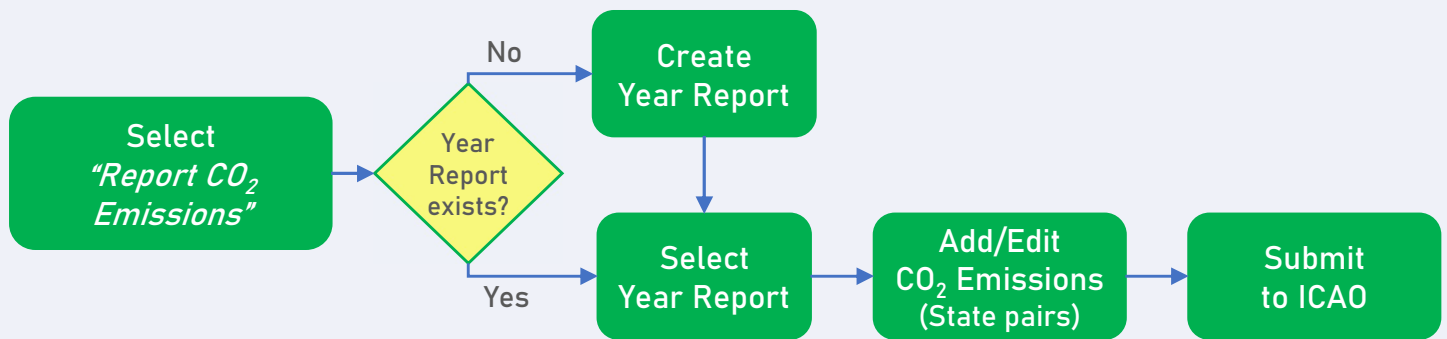 Select
“Report CO₂
Emissions”
Year
Report
exists?
No
Create
Year Report
Yes
Select
Year Report
Add/Edit
CO₂ Emissions
(State pairs)
Submit
to ICAO